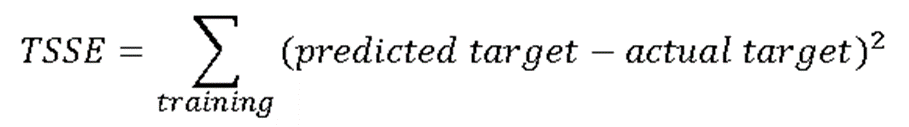 TSSE = ∑ (predicted target − actual target)²
training